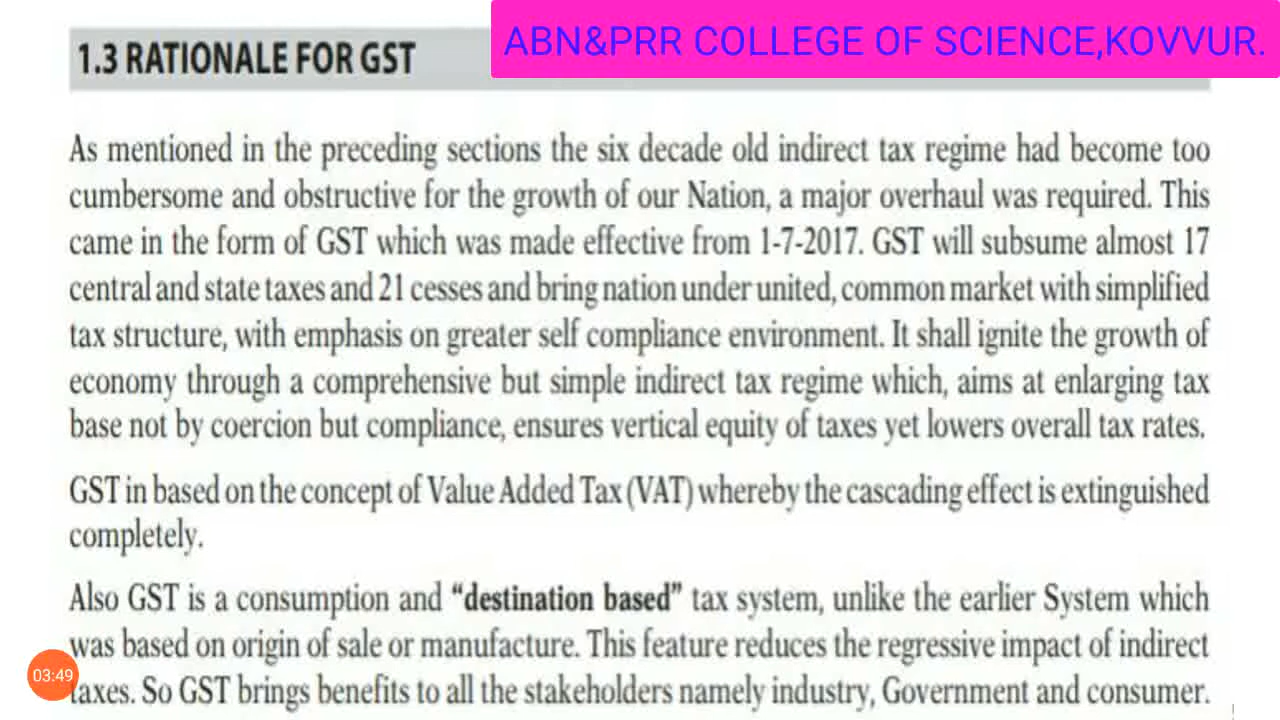 ABN&PRR COLLEGE OF SCIENCE,KOVVUR.
1.3 RATIONALE FOR GST
As mentioned in the preceding sections the six decade old indirect tax regime had become too
cumbersome and obstructive for the growth of our Nation, a major overhaul was required. This
came in the form of GST which was made effective from 1-7-2017. GST will subsume almost 17
central and state taxes and 21 cesses and bring nation under united, common market with simplified
tax structure, with emphasis on greater self compliance environment. It shall ignite the growth of
economy through a comprehensive but simple indirect tax regime which, aims at enlarging tax
base not by coercion but compliance, ensures vertical equity of taxes yet lowers overall tax rates.
GST in based on the concept of Value Added Tax (VAT) whereby the cascading effect is extinguished
completely.
Also GST is a consumption and “destination based” tax system, unlike the earlier System which
was based on origin of sale or manufacture. This feature reduces the regressive impact of indirect
03:49
taxes. So GST brings benefits to all the stakeholders namely industry, Government and consumer.